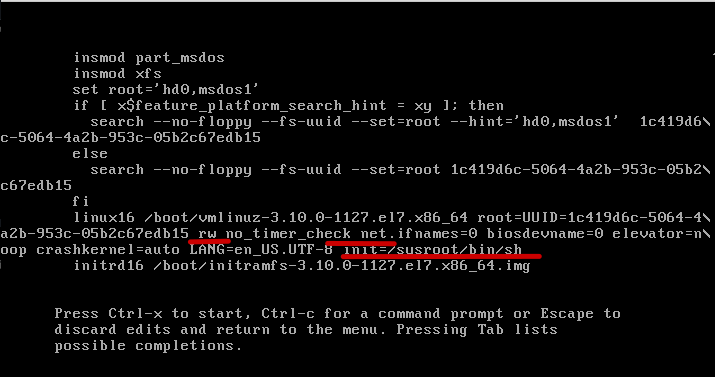 insmod part_msdos
insmod xfs
set root='hd0,msdos1'
if [ x$feature_platform_search_hint = xy ]; then
search --no-floppy --fs-uuid --set=root --hint='hd0,msdos1'  1c419d6\
c-5064-4a2b-953c-05b2c67edb15
else
search --no-floppy --fs-uuid --set=root 1c419d6c-5064-4a2b-953c-05b2\
c67edb15
fi
linux16 /boot/vmlinuz-3.10.0-1127.el7.x86_64 root=UUID=1c419d6c-5064-4\
a2b-953c-05b2c67edb15 rw no_timer_check net.ifnames=0 biosdevname=0 elevator=n\
oop crashkernel=auto LANG=en_US.UTF-8 init=/susroot/bin/sh
initrd16 /boot/initramfs-3.10.0-1127.el7.x86_64.img
Press Ctrl-x to start, Ctrl-c for a command prompt or Escape to
discard edits and return to the menu. Pressing Tab lists
possible completions.